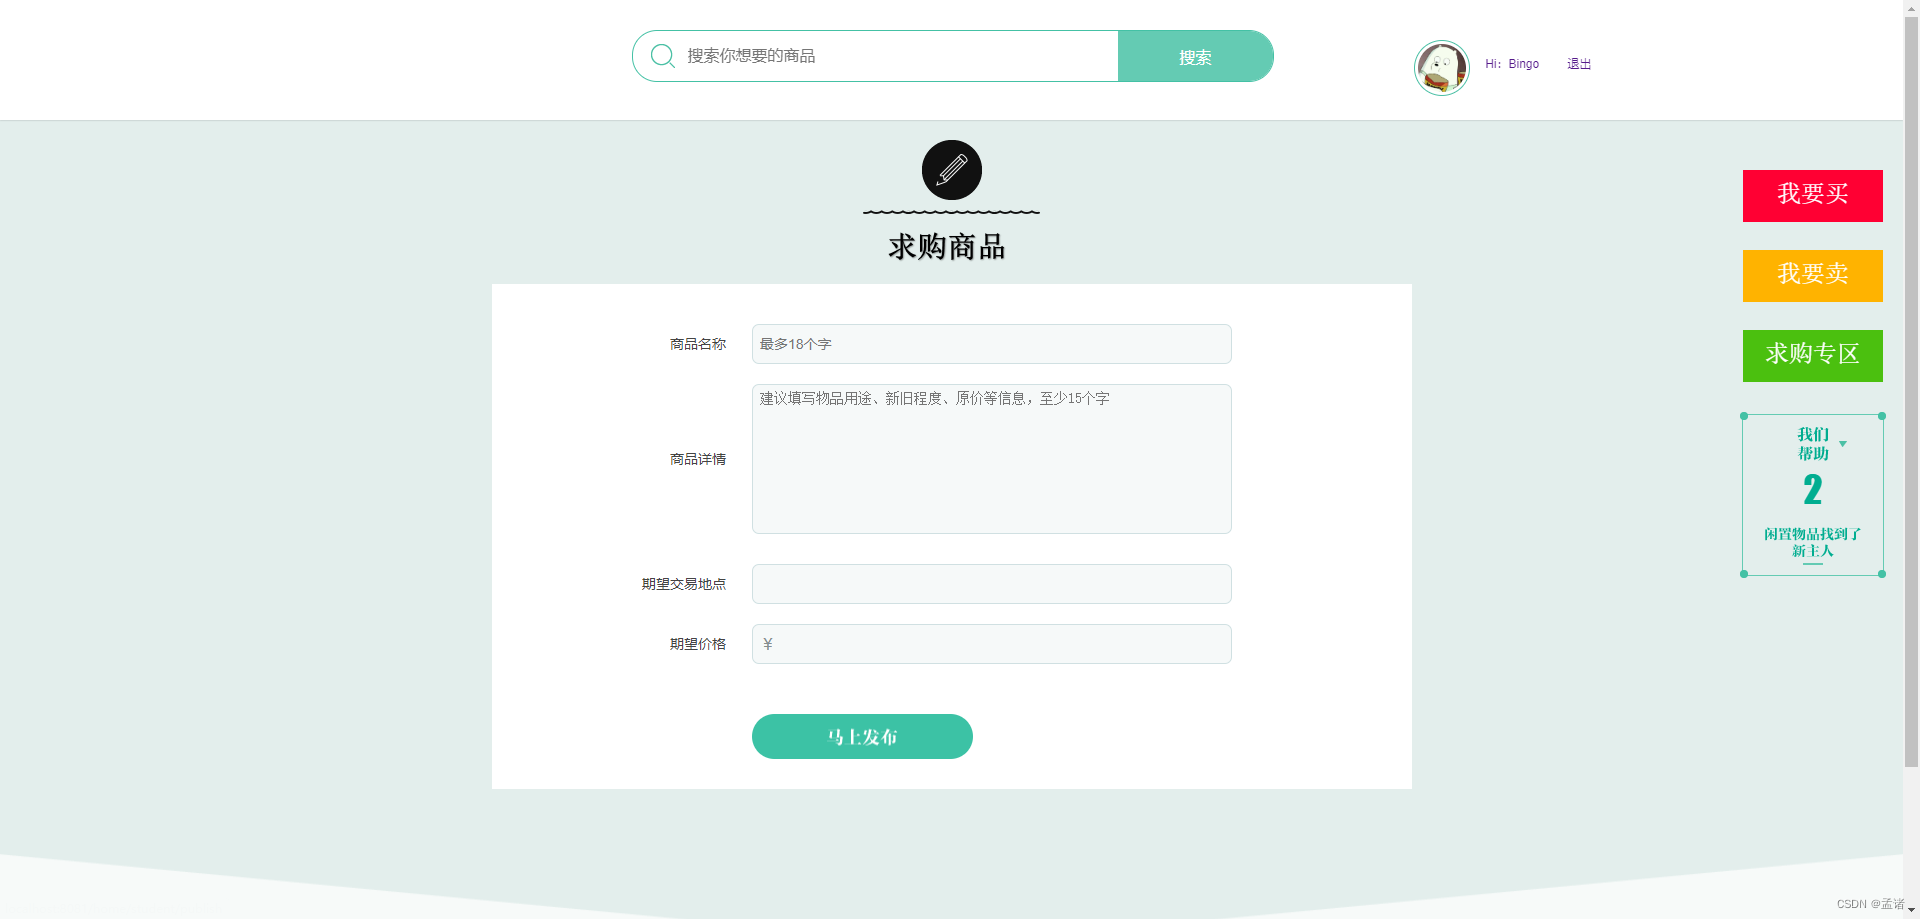 搜索你想要的商品
搜索
Hi：Bingo
退出
求购商品
商品名称
最多18个字
商品详情
建议填写物品用途、新旧程度、原价等信息，至少15个字
期望交易地点
期望价格
¥
马上发布
我要买
我要卖
求购专区
我们
帮助
2
闲置物品找到了
新主人
CSDN @孟诸